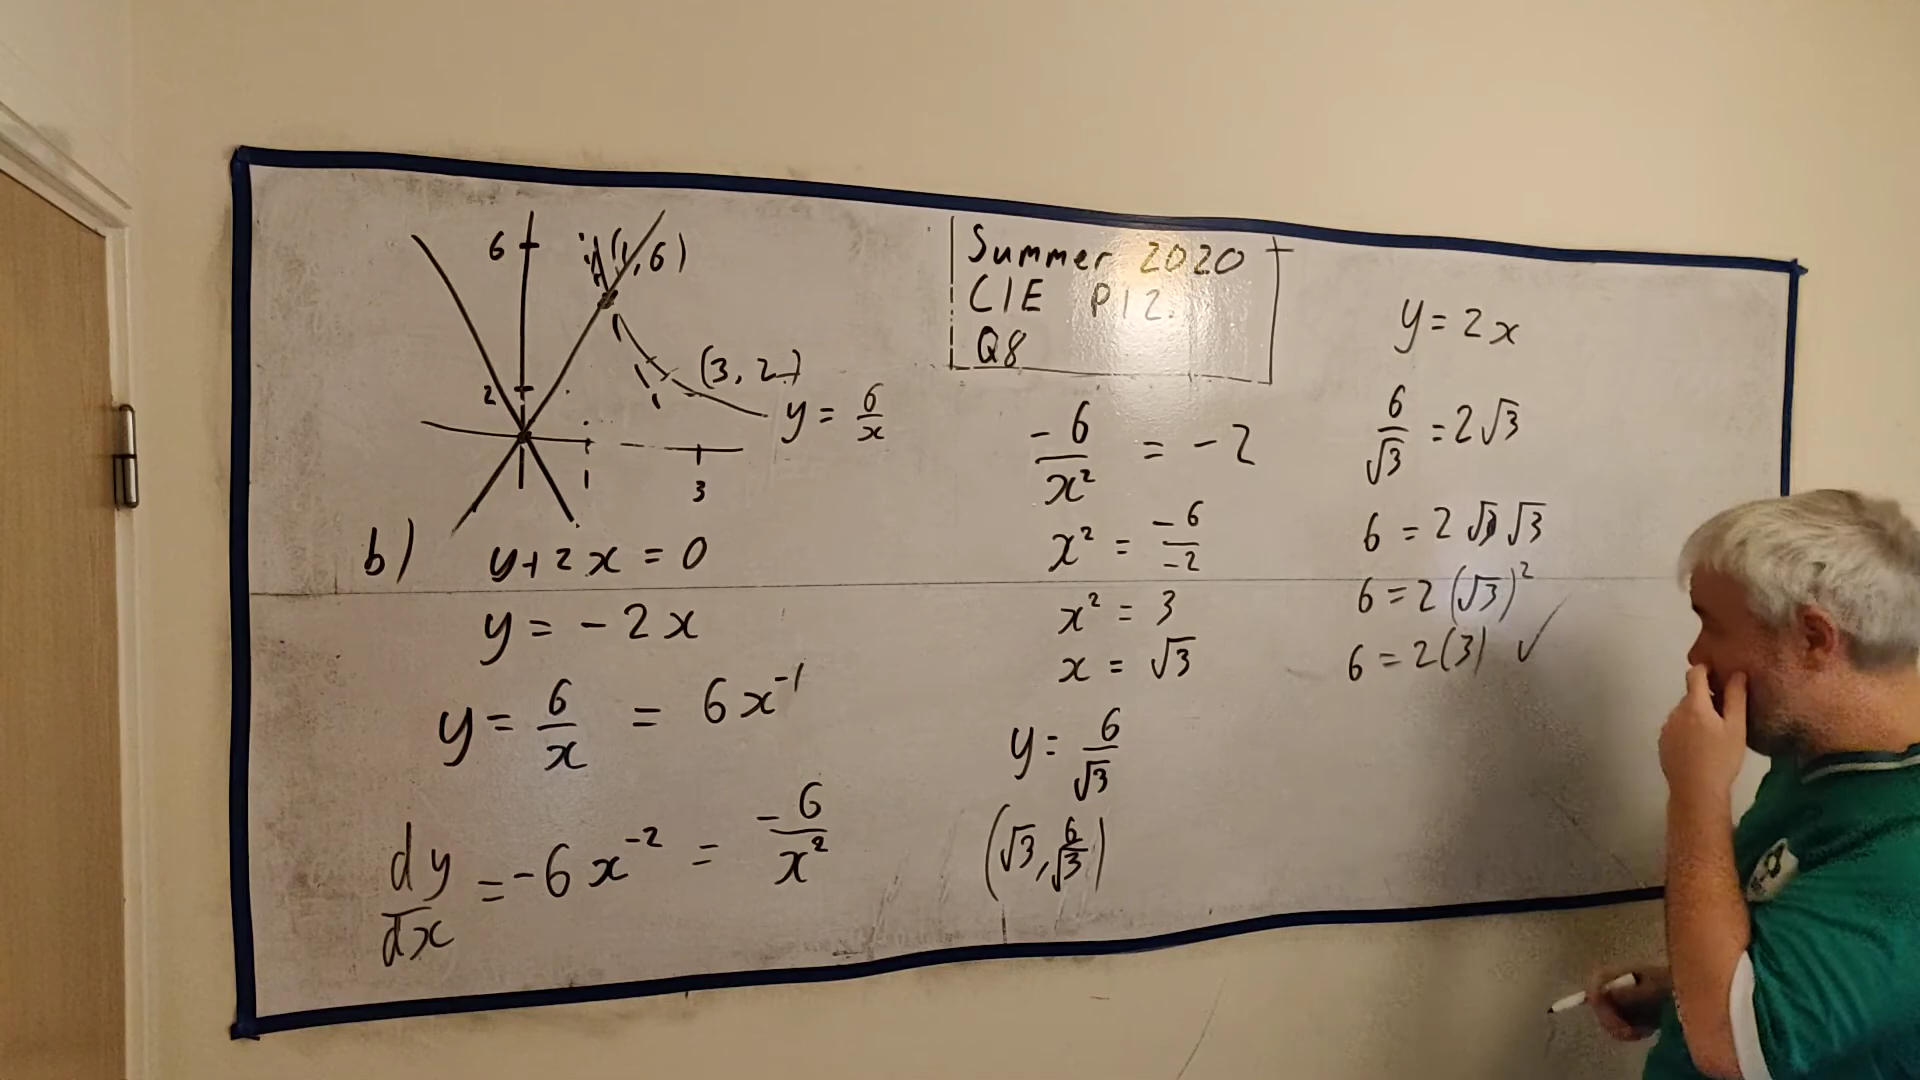 6
(1,6)
2
(3, 2)
y = 6/x
1
3
b) y+2x = 0
y = -2x
y = 6/x = 6x⁻¹
dy/dx = -6x⁻² = -6/x²
Summer 2020
CIE P12.
Q8
-6/x² = -2
x² = -6/-2
x² = 3
x = √3
y = 6/√3
(√3, 6/√3)
y = 2x
6/√3 = 2√3
6 = 2√3√3
6 = 2(√3)²
6 = 2(3) ✓